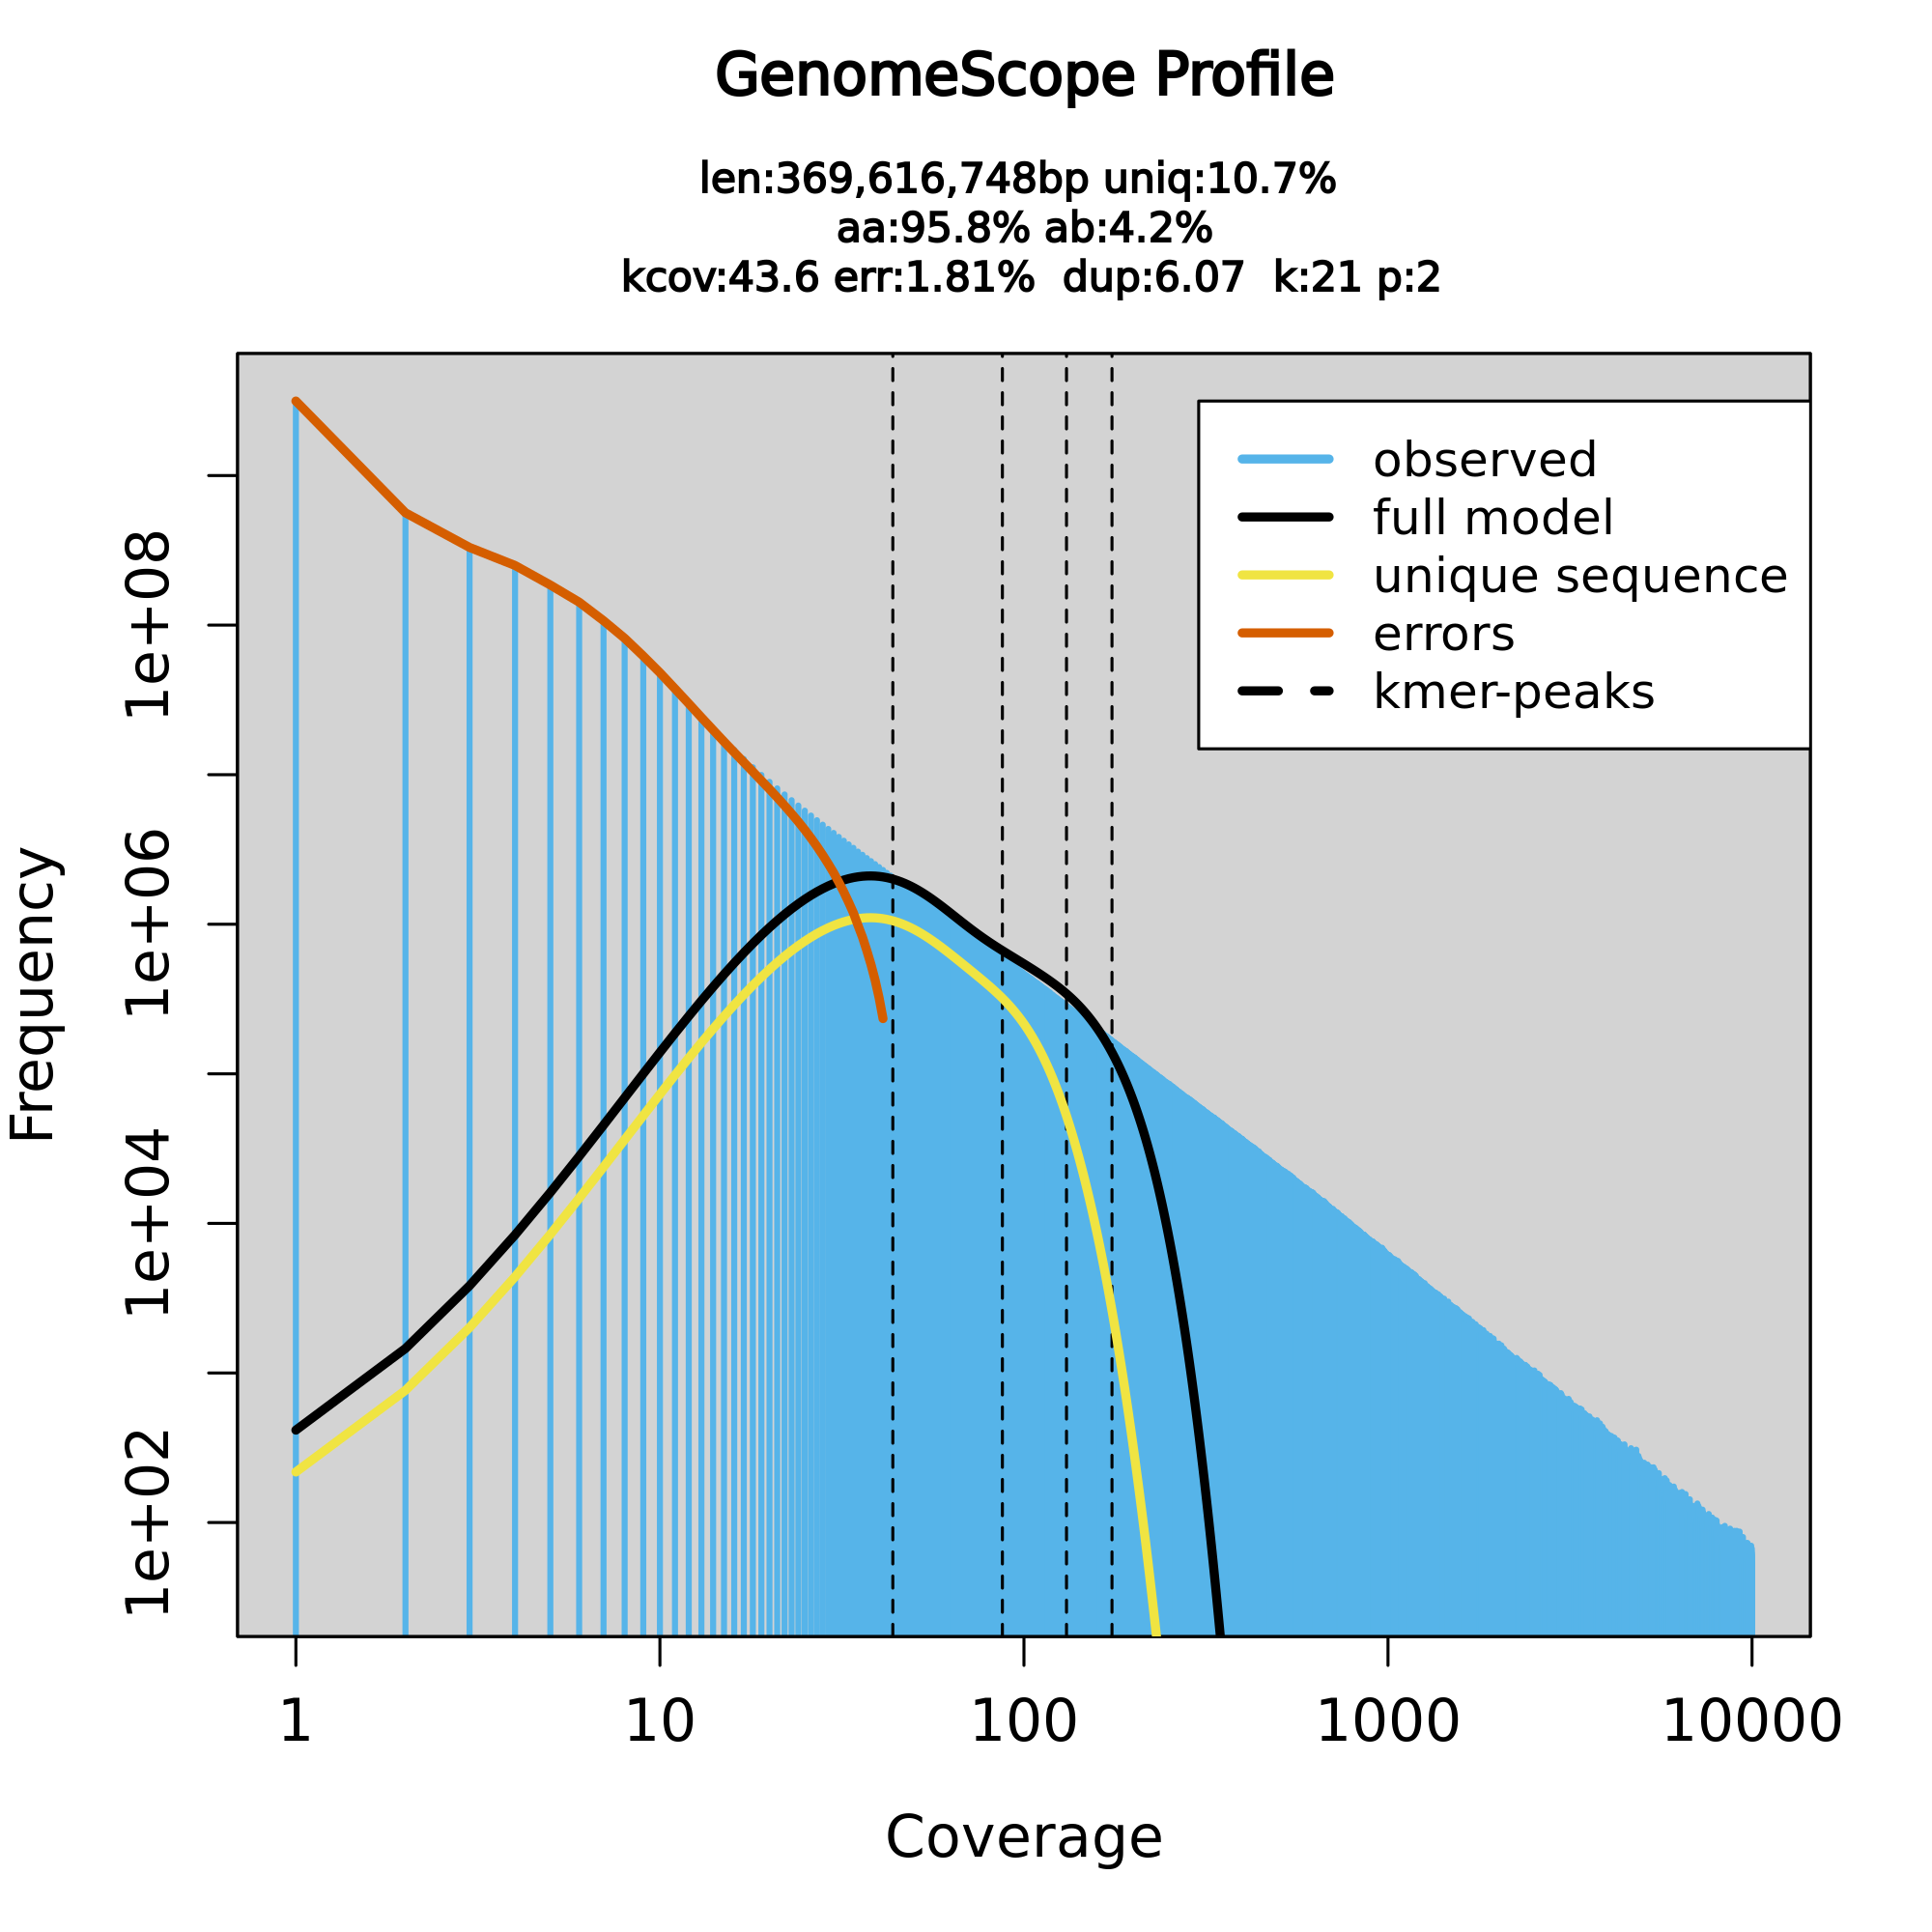 GenomeScope Profile
len:369,616,748bp uniq:10.7%
aa:95.8% ab:4.2%
kcov:43.6 err:1.81% dup:6.07 k:21 p:2
observed
full model
unique sequence
errors
kmer-peaks
Frequency
1e+08
1e+06
1e+04
1e+02
1 10 100 1000 10000
Coverage